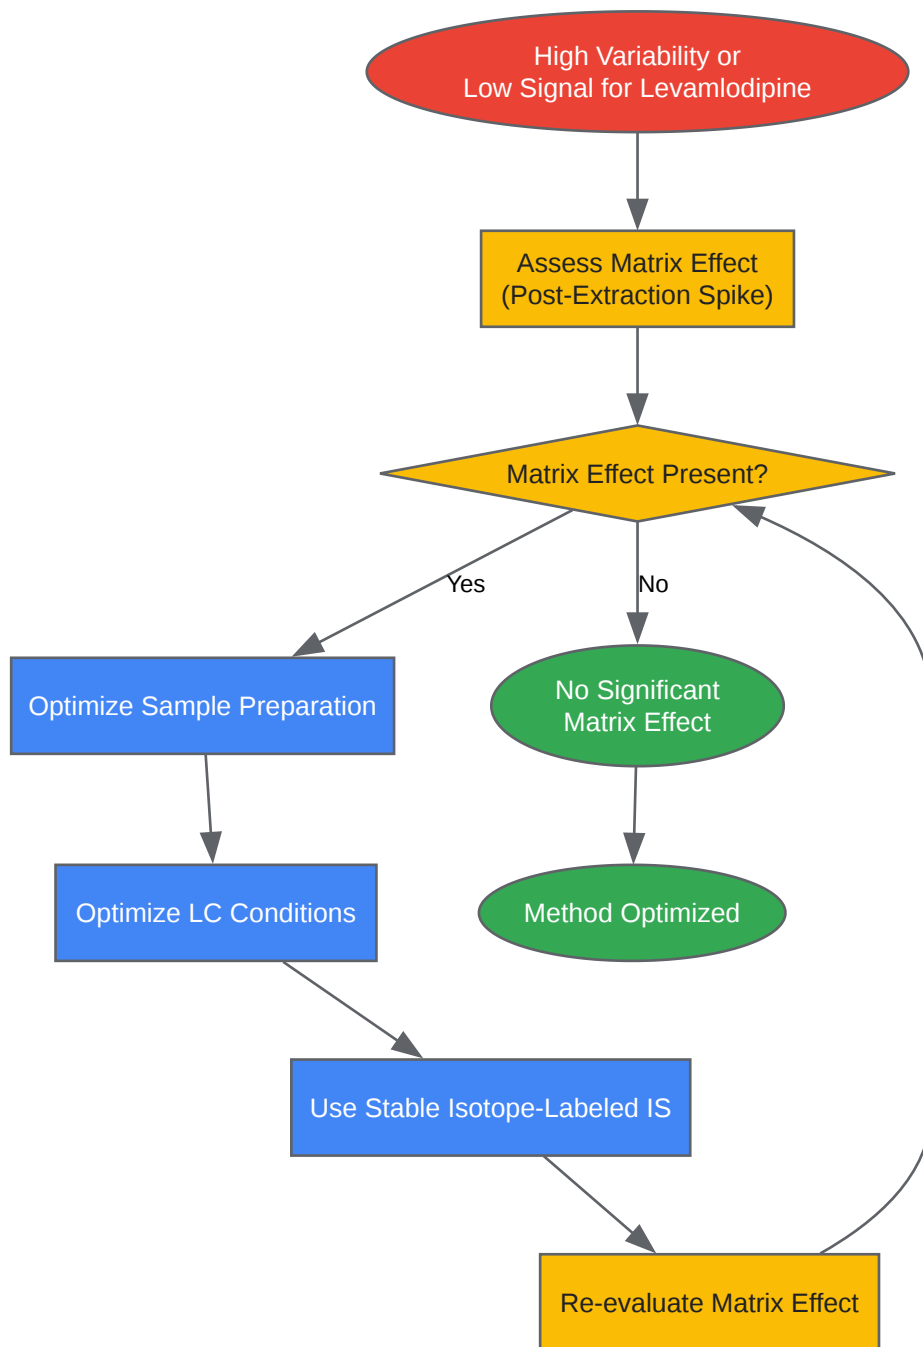 High Variability or
Low Signal for Levamlodipine
Assess Matrix Effect
(Post-Extraction Spike)
Matrix Effect Present?
Yes
No
Optimize Sample Preparation
No Significant
Matrix Effect
Optimize LC Conditions
Method Optimized
Use Stable Isotope-Labeled IS
Re-evaluate Matrix Effect